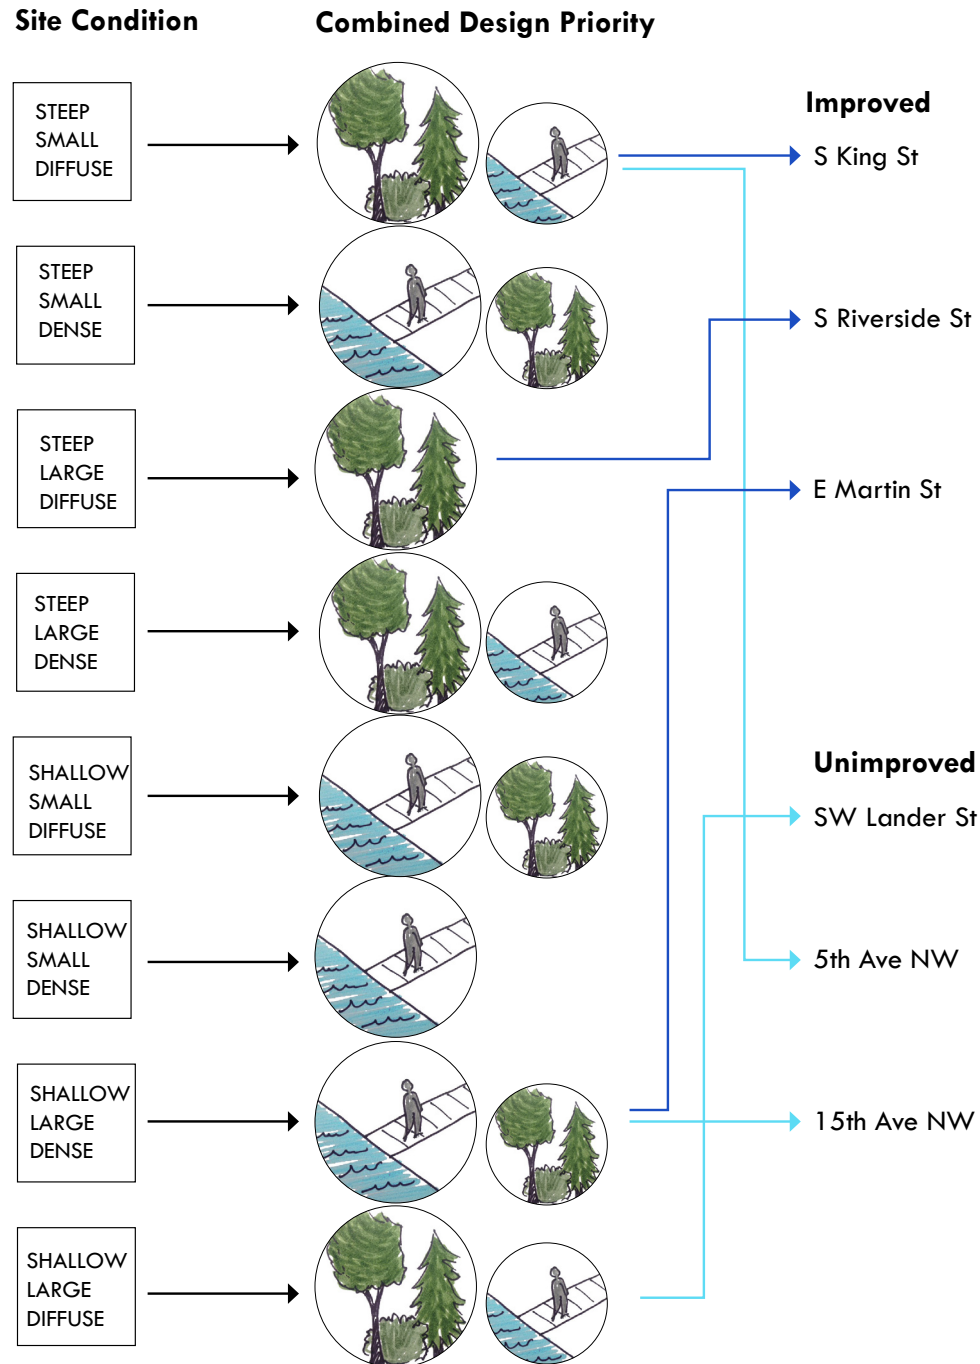 Site Condition
Combined Design Priority
STEEP
SMALL
DIFFUSE
STEEP
SMALL
DENSE
STEEP
LARGE
DIFFUSE
STEEP
LARGE
DENSE
SHALLOW
SMALL
DIFFUSE
SHALLOW
SMALL
DENSE
SHALLOW
LARGE
DENSE
SHALLOW
LARGE
DIFFUSE
Improved
S King St
S Riverside St
E Martin St
Unimproved
SW Lander St
5th Ave NW
15th Ave NW